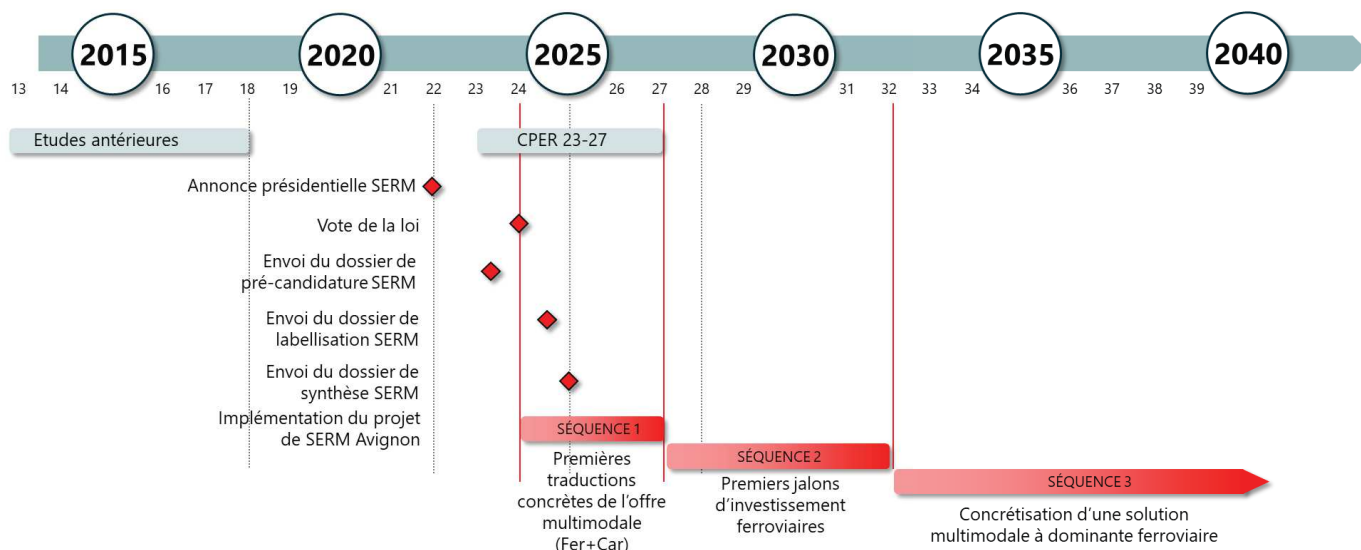 2015 2020 2025 2030 2035 2040
13 14 16 17 18 19 21 22 23 24 26 27 28 29 31 32 33 34 36 37 38 39
Etudes antérieures
CPER 23-27
Annonce présidentielle SERM
Vote de la loi
Envoi du dossier de
pré-candidature SERM
Envoi du dossier de
labellisation SERM
Envoi du dossier de
synthèse SERM
Implémentation du projet
de SERM Avignon
SÉQUENCE 1
Premières
traductions
concrètes de l'offre
multimodale
(Fer+Car)
SÉQUENCE 2
Premiers jalons
d'investissement
ferroviaires
SÉQUENCE 3
Concrétisation d'une solution
multimodale à dominante ferroviaire